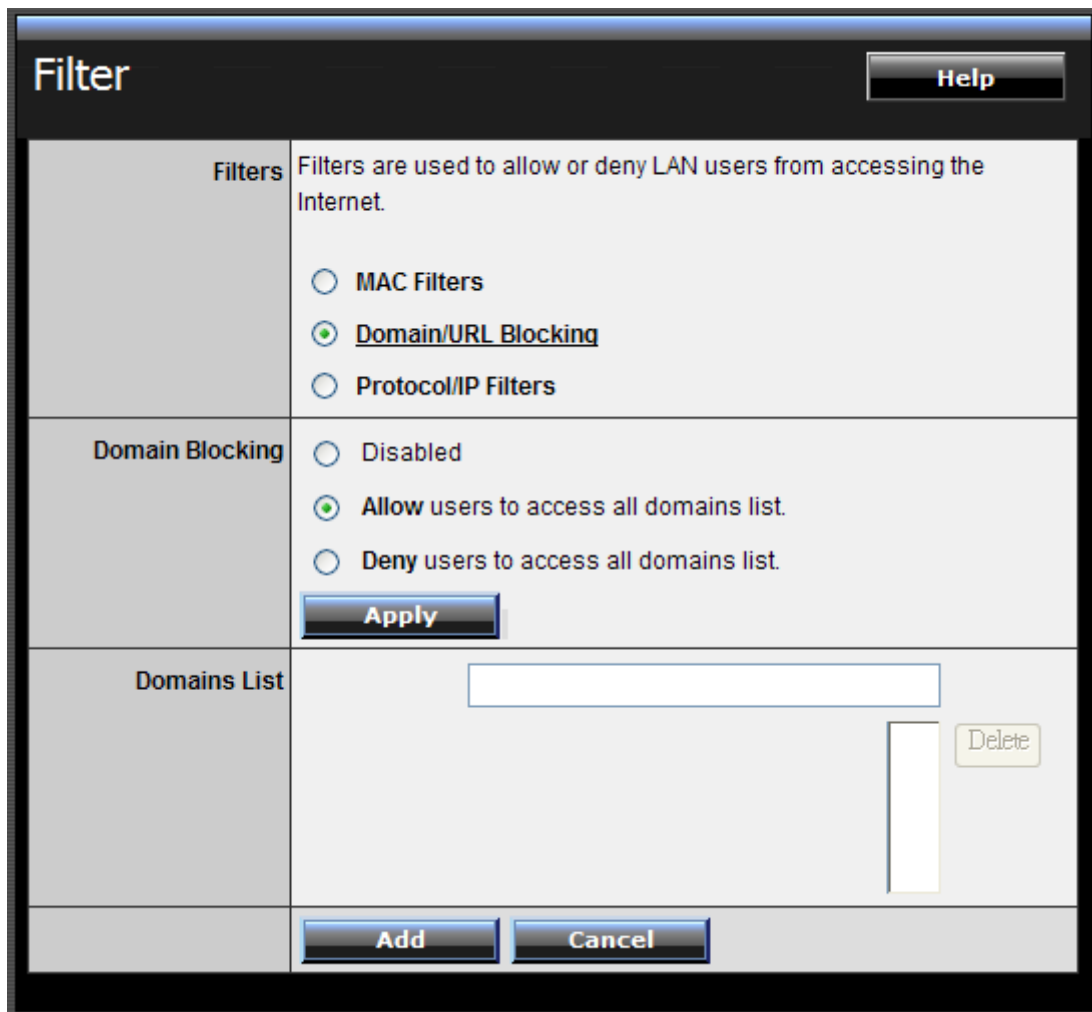 Filter
Help
Filters
Filters are used to allow or deny LAN users from accessing the
Internet.
MAC Filters
Domain/URL Blocking
Protocol/IP Filters
Domain Blocking
Disabled
Allow users to access all domains list.
Deny users to access all domains list.
Apply
Domains List
Delete
Add
Cancel